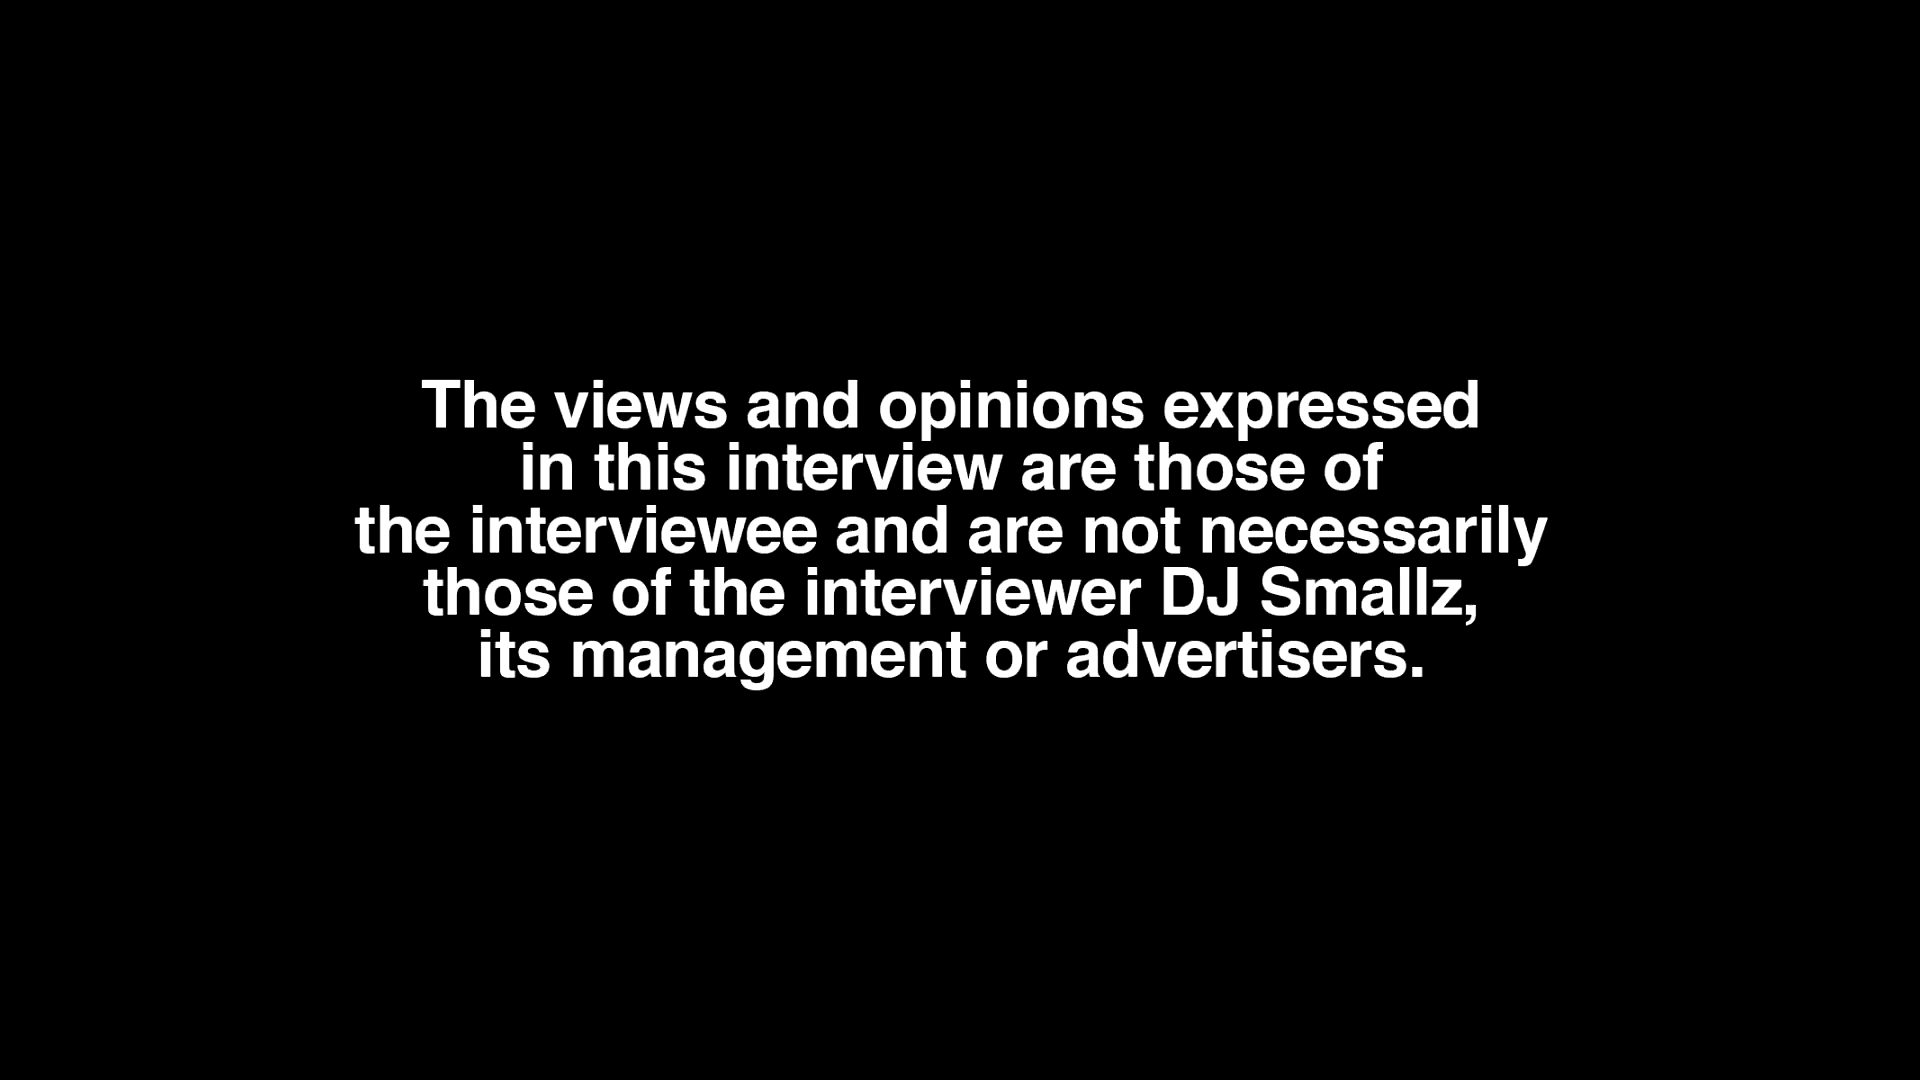 The views and opinions expressed
in this interview are those of
the interviewee and are not necessarily
those of the interviewer DJ Smallz,
its management or advertisers.